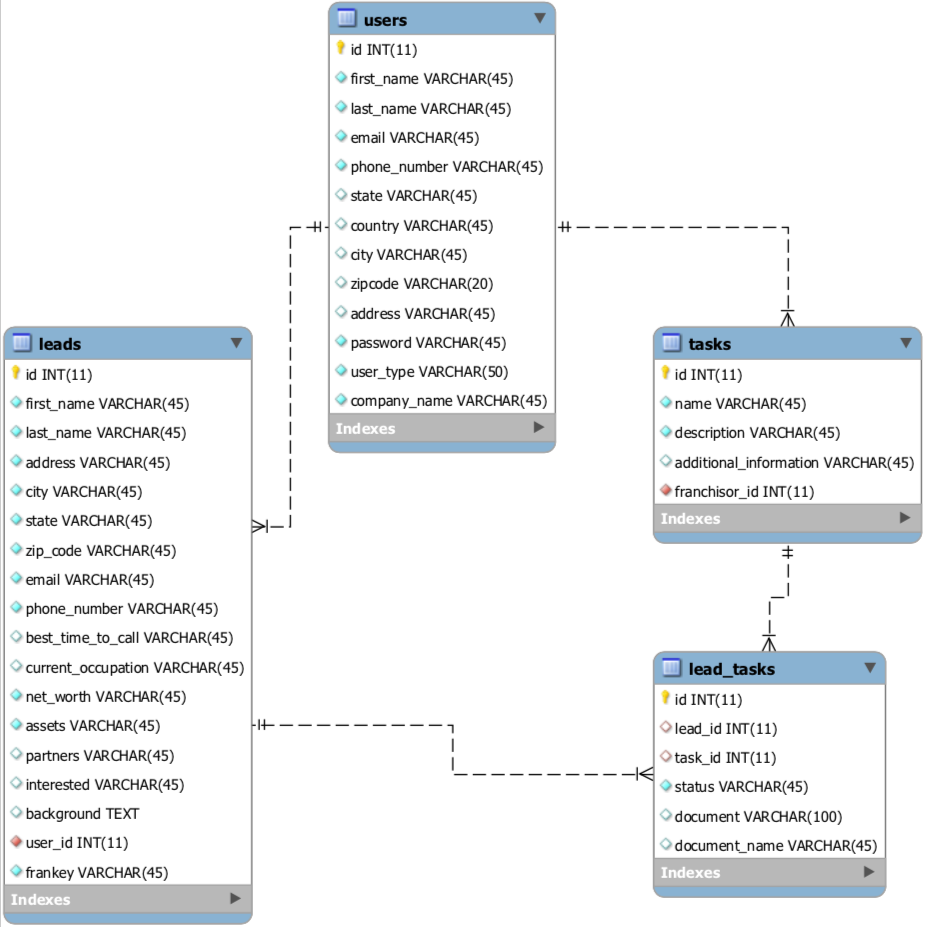 users
id INT(11)
first_name VARCHAR(45)
last_name VARCHAR(45)
email VARCHAR(45)
phone_number VARCHAR(45)
state VARCHAR(45)
country VARCHAR(45)
city VARCHAR(45)
zipcode VARCHAR(20)
address VARCHAR(45)
password VARCHAR(45)
user_type VARCHAR(50)
company_name VARCHAR(45)
Indexes
leads
id INT(11)
first_name VARCHAR(45)
last_name VARCHAR(45)
address VARCHAR(45)
city VARCHAR(45)
state VARCHAR(45)
zip_code VARCHAR(45)
email VARCHAR(45)
phone_number VARCHAR(45)
best_time_to_call VARCHAR(45)
current_occupation VARCHAR(45)
net_worth VARCHAR(45)
assets VARCHAR(45)
partners VARCHAR(45)
interested VARCHAR(45)
background TEXT
user_id INT(11)
frankey VARCHAR(45)
Indexes
tasks
id INT(11)
name VARCHAR(45)
description VARCHAR(45)
additional_information VARCHAR(45)
franchisor_id INT(11)
Indexes
lead_tasks
id INT(11)
lead_id INT(11)
task_id INT(11)
status VARCHAR(45)
document VARCHAR(100)
document_name VARCHAR(45)
Indexes